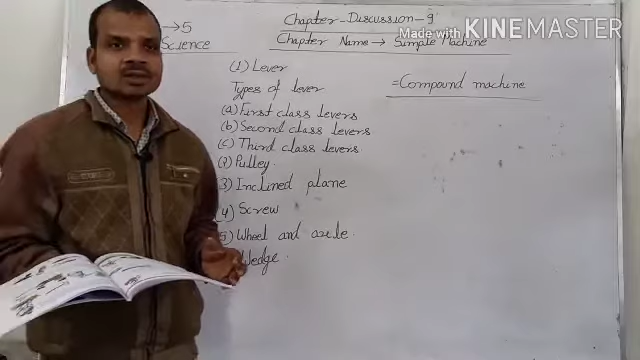 →5
Science
Chapter Discussion-9
Chapter Name → Simple Machine
(1) Lever
Types of lever
(a) First class levers
(b) Second class levers
(c) Third class levers
(2) Pulley
(3) Inclined plane
(4) Screw
5) Wheel and axle.
Wedge.
=Compound machine
Made with KINEMASTER